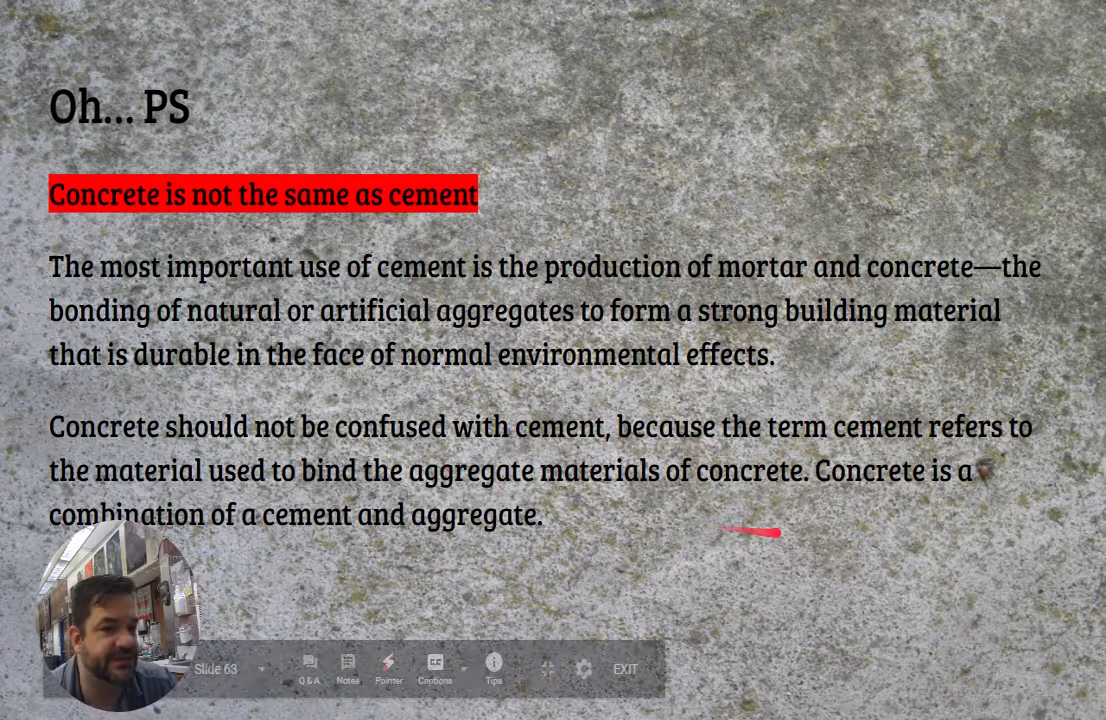 Oh... PS
Concrete is not the same as cement
The most important use of cement is the production of mortar and concrete—the
bonding of natural or artificial aggregates to form a strong building material
that is durable in the face of normal environmental effects.
Concrete should not be confused with cement, because the term cement refers to
the material used to bind the aggregate materials of concrete. Concrete is a
combination of a cement and aggregate.
Slide 63
Q & A
Notes
Pointer
CC
Captions
Tips
EXIT